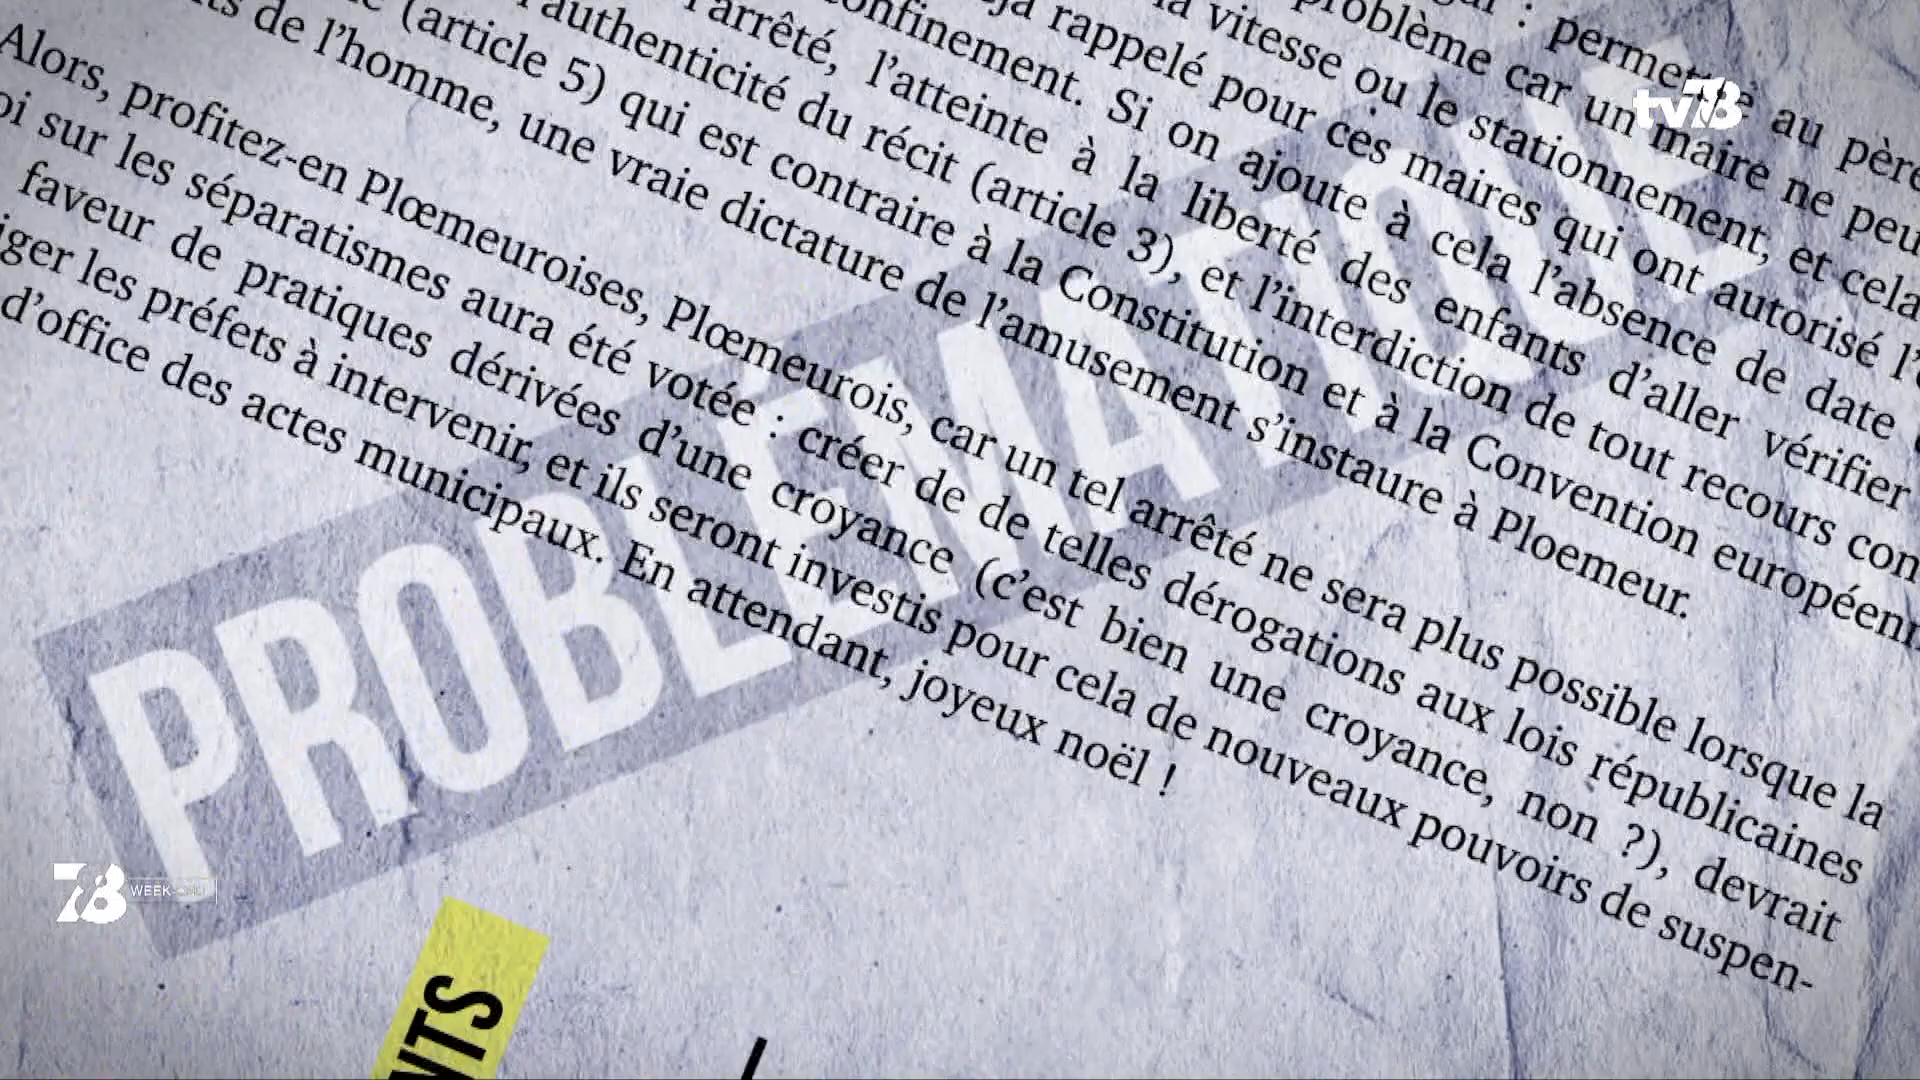 : permettre au père
problème car un maire ne peu
la vitesse ou le stationnement, et cela
rappelé pour ces maires qui ont autorisé l'
confinement. Si on ajoute à cela l'absence de date
l'arrêté, l'atteinte à la liberté des enfants d'aller vérifier
l'authenticité du récit (article 3), et l'interdiction de tout recours con
(article 5) qui est contraire à la Constitution et à la Convention européenn
de l'homme, une vraie dictature de l'amusement s'instaure à Ploemeur.
Alors, profitez-en Plœmeuroises, Plœmeurois, car un tel arrêté ne sera plus possible lorsque la
oi sur les séparatismes aura été votée : créer de de telles dérogations aux lois républicaines
faveur de pratiques dérivées d'une croyance (c'est bien une croyance, non ?), devrait
iger les préfets à intervenir, et ils seront investis pour cela de nouveaux pouvoirs de suspen-
d'office des actes municipaux. En attendant, joyeux noël !
PROBLÉMATIQUE
tv78
78 WEEK-END
NTS